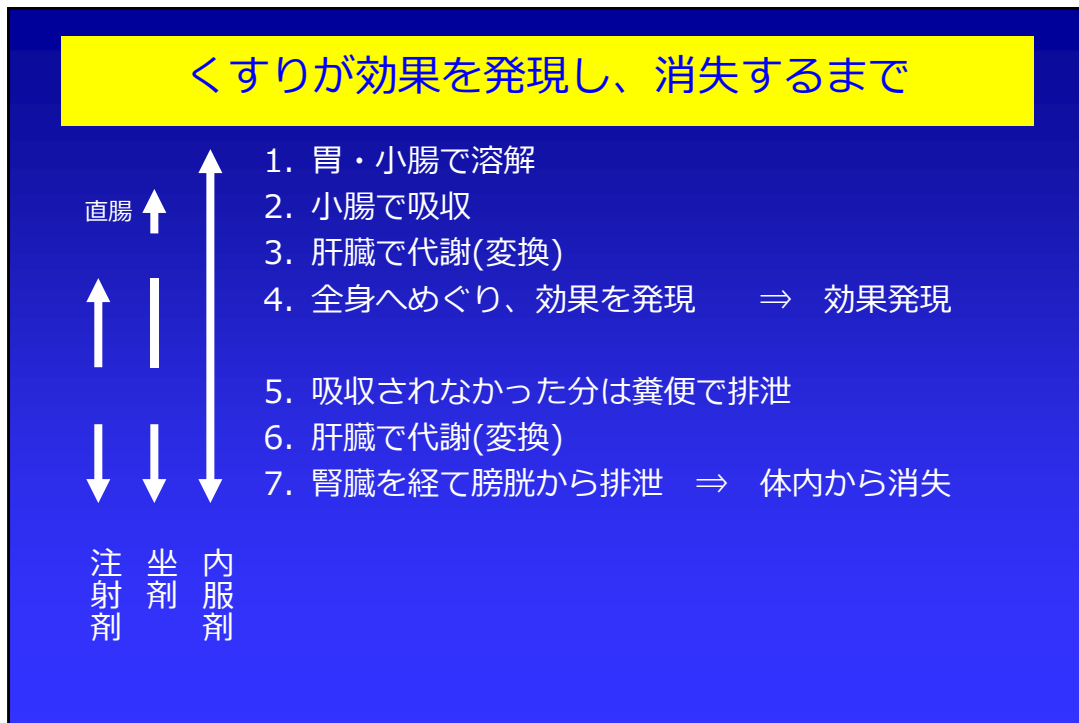 くすりが効果を発現し、消失するまで
1. 胃・小腸で溶解
直腸
2. 小腸で吸収
3. 肝臓で代謝(変換)
4. 全身へめぐり、効果を発現 ⇒ 効果発現
5. 吸収されなかった分は糞便で排泄
6. 肝臓で代謝(変換)
7. 腎臓を経て膀胱から排泄 ⇒ 体内から消失
注射剤
坐剤
内服剤